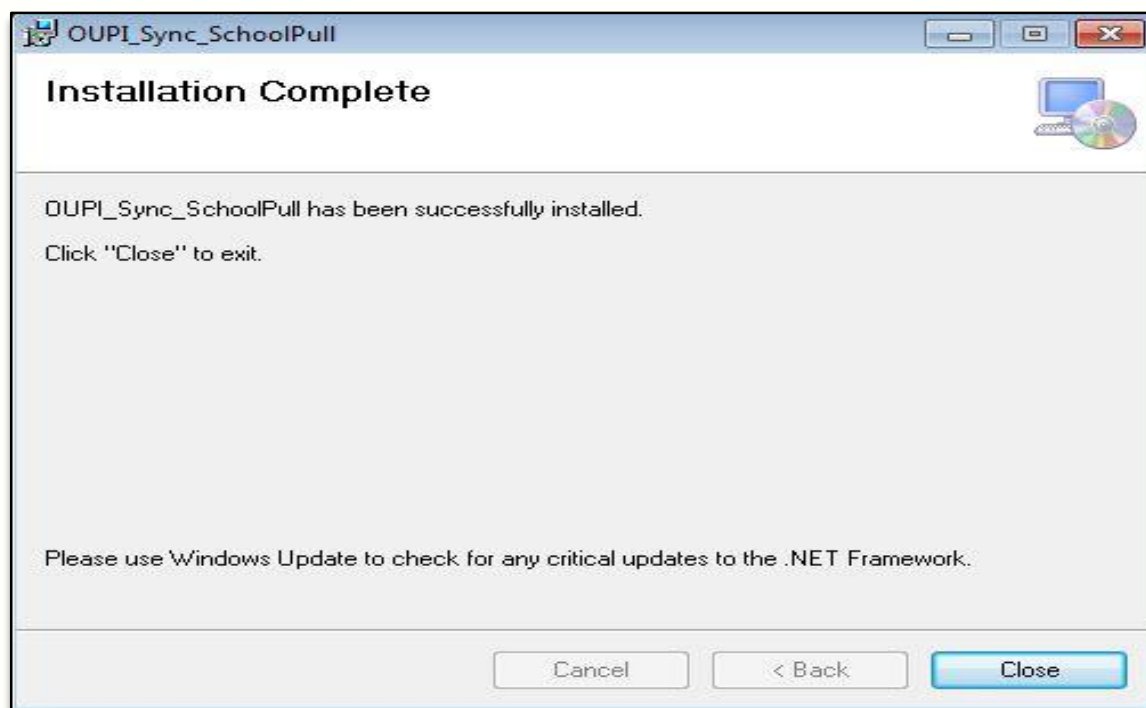 OUPI_Sync_SchoolPull
Installation Complete
OUPI_Sync_SchoolPull has been successfully installed.
Click "Close" to exit.
Please use Windows Update to check for any critical updates to the .NET Framework.
Cancel
< Back
Close